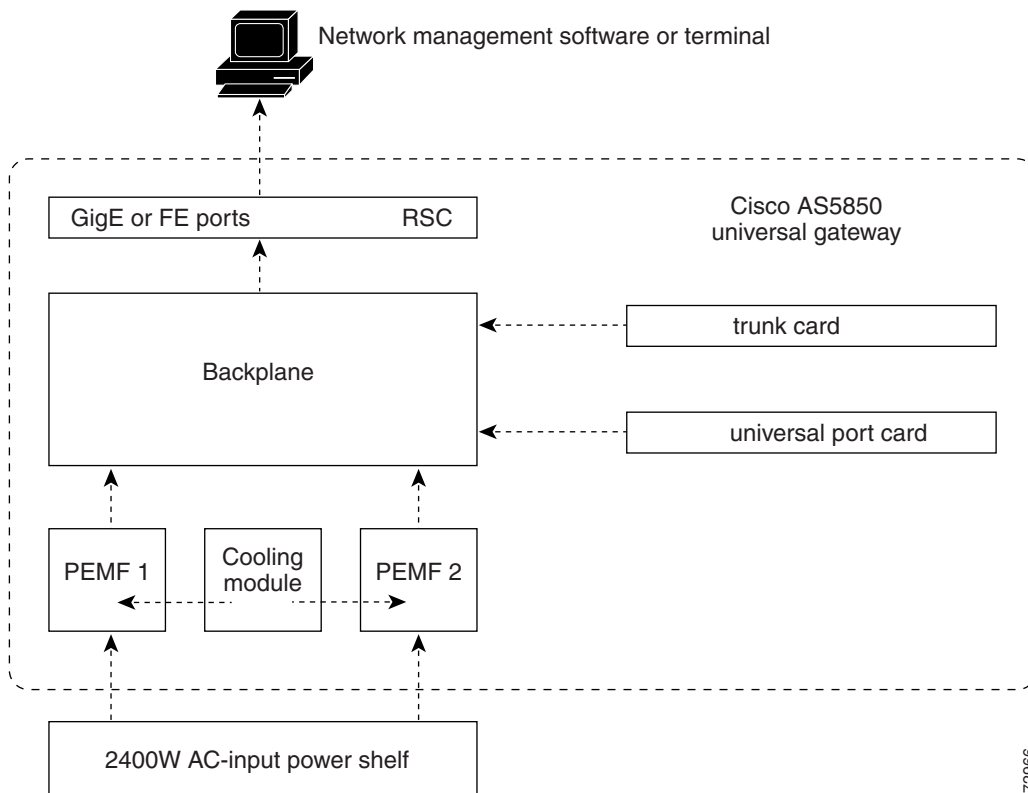 Network management software or terminal
GigE or FE ports RSC
Cisco AS5850
universal gateway
trunk card
Backplane
universal port card
PEMF 1
Cooling
module
PEMF 2
2400W AC-input power shelf